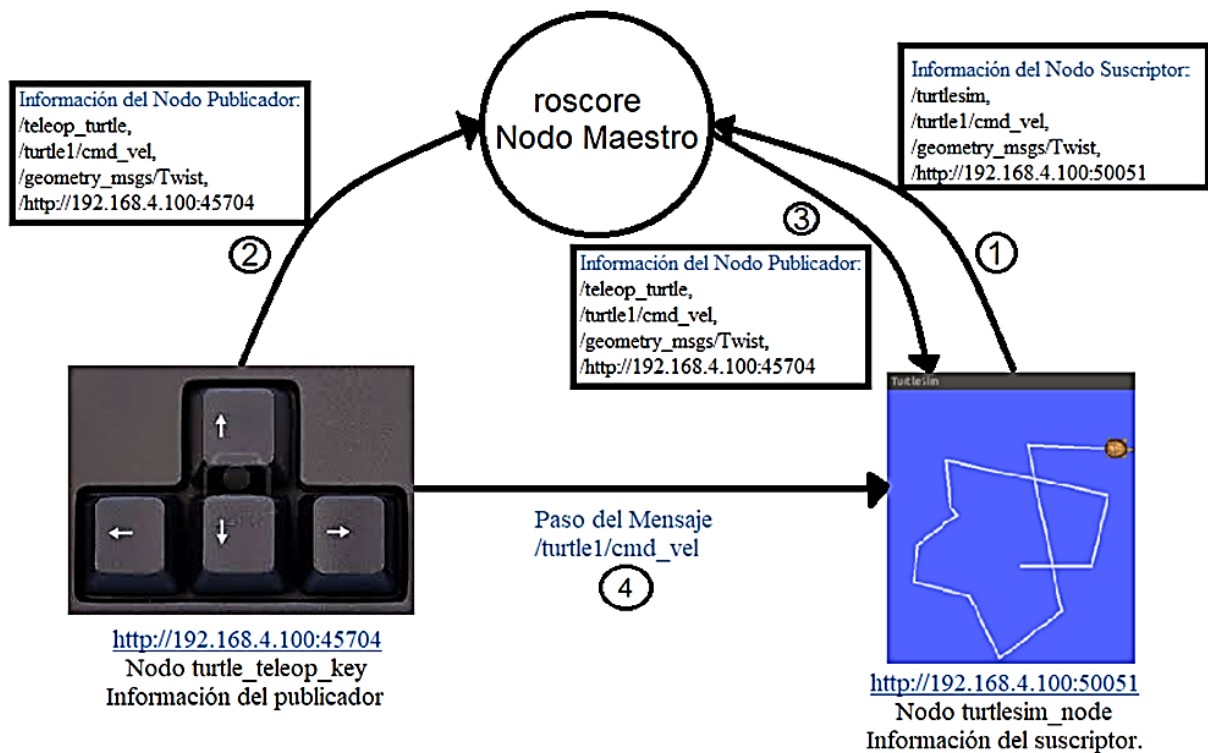 roscore
Nodo Maestro
Información del Nodo Publicador:
/teleop_turtle,
/turtle1/cmd_vel,
/geometry_msgs/Twist,
/http://192.168.4.100:45704
②
Información del Nodo Suscriptor:
/turtlesim,
/turtle1/cmd_vel,
/geometry_msgs/Twist,
/http://192.168.4.100:50051
①
③
Información del Nodo Publicador:
/teleop_turtle,
/turtle1/cmd_vel,
/geometry_msgs/Twist,
/http://192.168.4.100:45704
↑
← ↓ →
TurtleSim
Paso del Mensaje
/turtle1/cmd_vel
④
http://192.168.4.100:45704
Nodo turtle_teleop_key
Información del publicador
http://192.168.4.100:50051
Nodo turtlesim_node
Información del suscriptor.